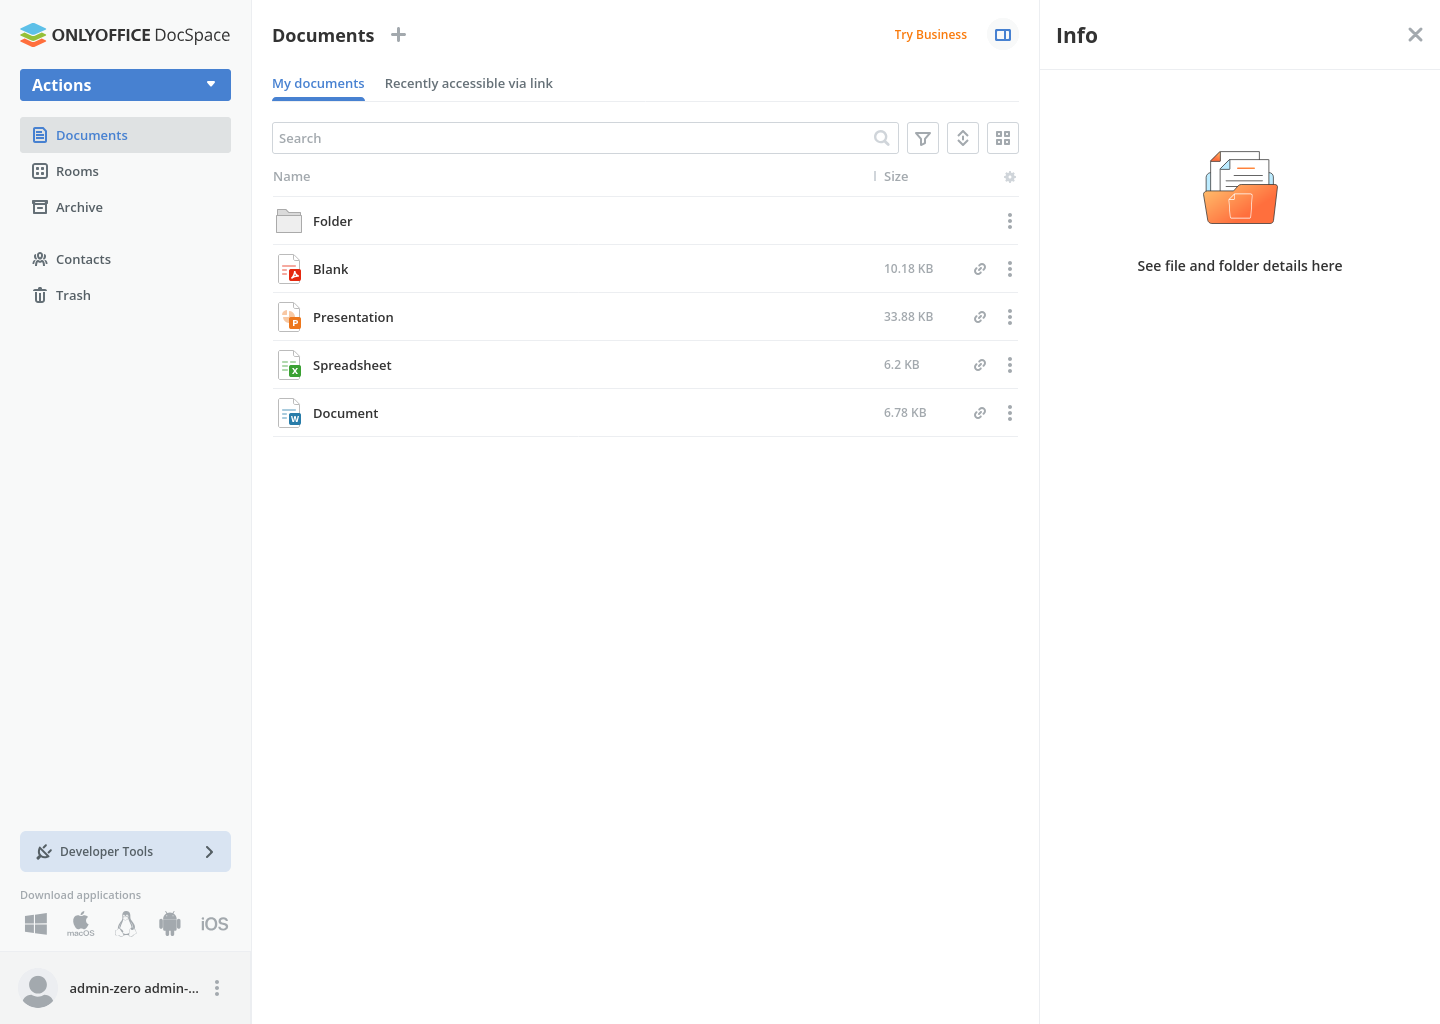 ONLYOFFICE DocSpace
Actions
Documents
Rooms
Archive
Contacts
Trash
Developer Tools
Download applications
macOS
iOS
admin-zero admin-...
Documents
Try Business
My documents
Recently accessible via link
Search
Name
Size
Folder
Blank
10.18 KB
Presentation
P
33.88 KB
Spreadsheet
X
6.2 KB
Document
W
6.78 KB
Info
See file and folder details here